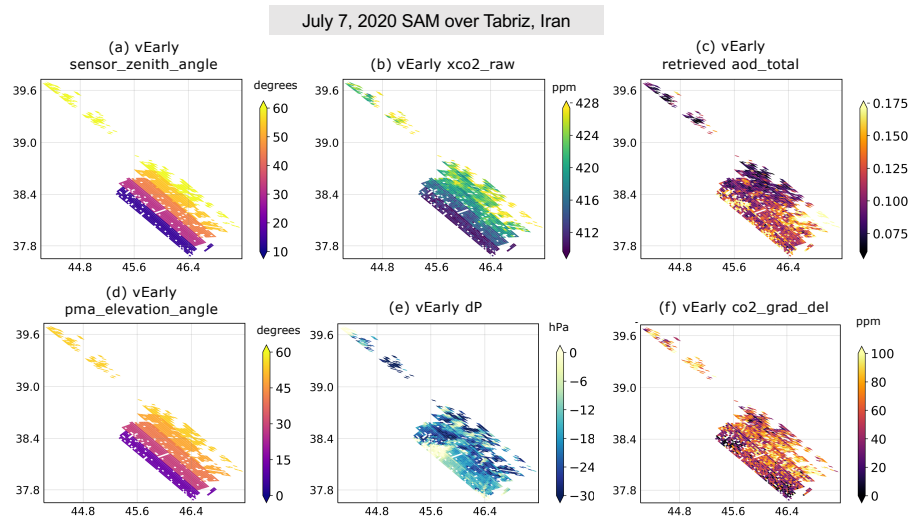 July 7, 2020 SAM over Tabriz, Iran
(a) vEarly
sensor_zenith_angle
degrees
39.6
39.0
38.4
37.8
44.8 45.6 46.4
60
50
40
30
20
10
(b) vEarly xco2_raw
ppm
39.6
39.0
38.4
37.8
44.8 45.6 46.4
428
424
420
416
412
(c) vEarly
retrieved aod_total
39.6
39.0
38.4
37.8
44.8 45.6 46.4
0.175
0.150
0.125
0.100
0.075
(d) vEarly
pma_elevation_angle
degrees
39.6
39.0
38.4
37.8
44.8 45.6 46.4
60
45
30
15
0
(e) vEarly dP
hPa
39.6
39.0
38.4
37.8
44.8 45.6 46.4
0
−6
−12
−18
−24
−30
(f) vEarly co2_grad_del
ppm
39.6
39.0
38.4
37.8
44.8 45.6 46.4
100
80
60
40
20
0